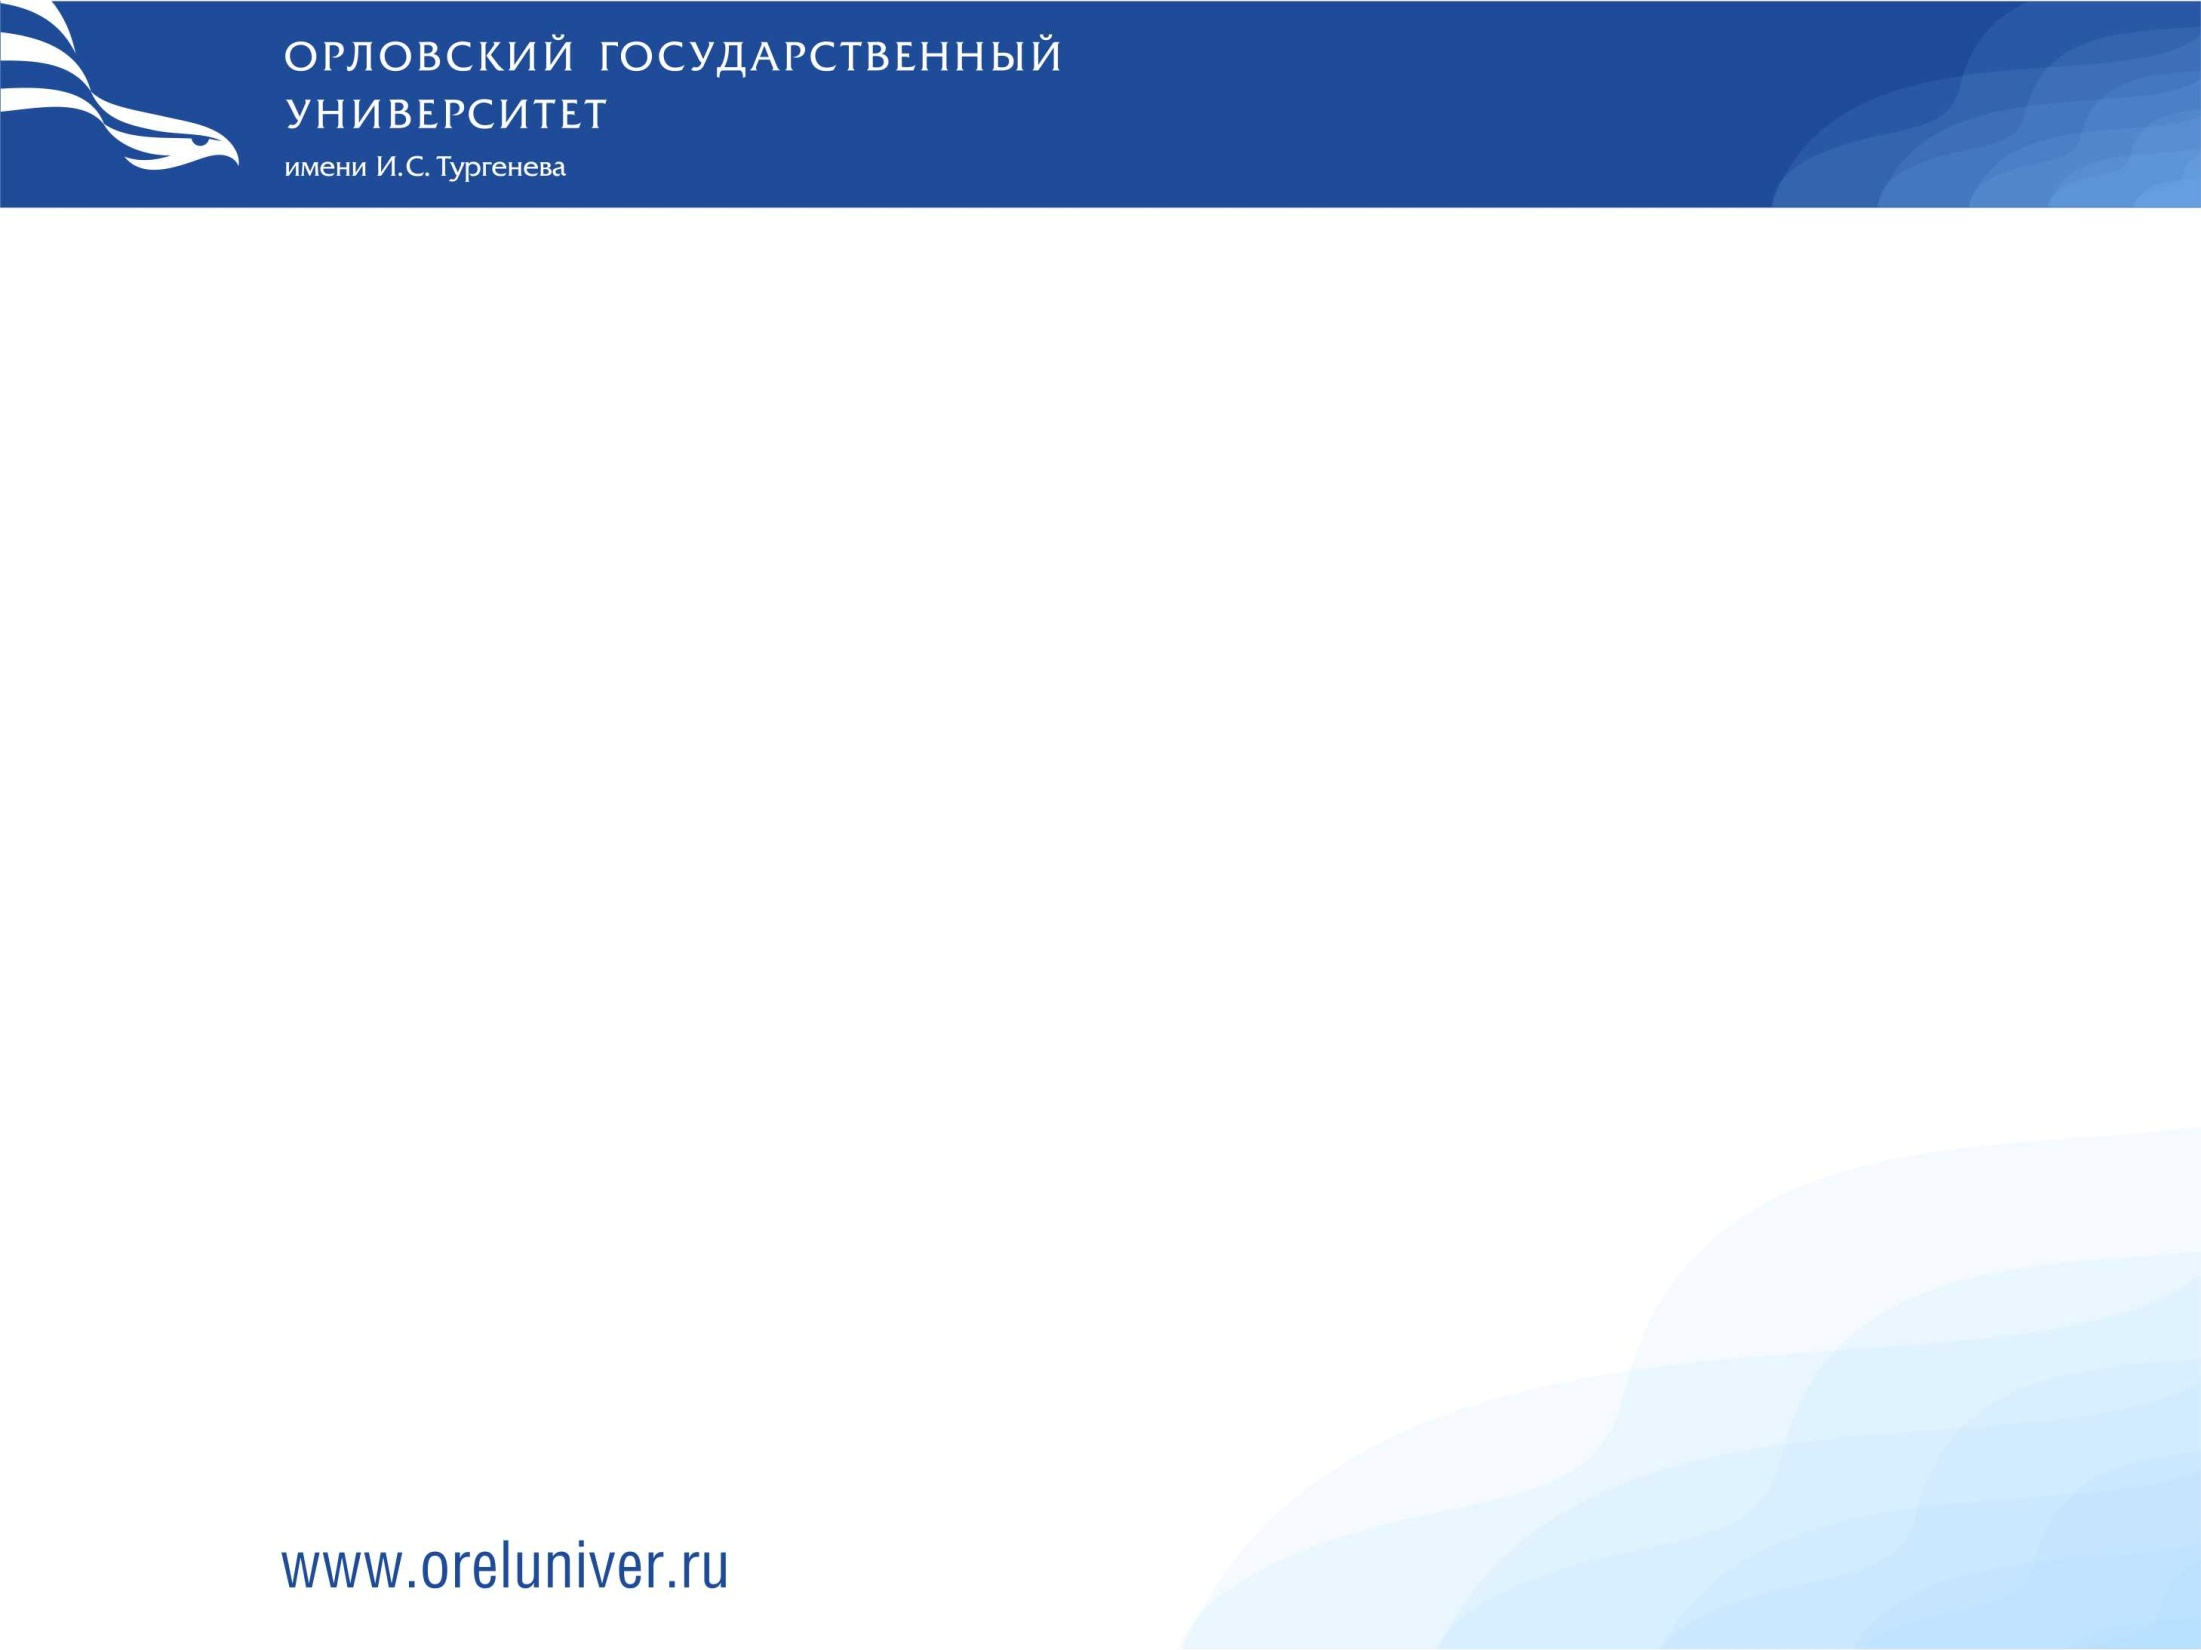 ОРЛОВСКИЙ ГОСУДАРСТВЕННЫЙ
УНИВЕРСИТЕТ
имени И.С. Тургенева
www.oreluniver.ru